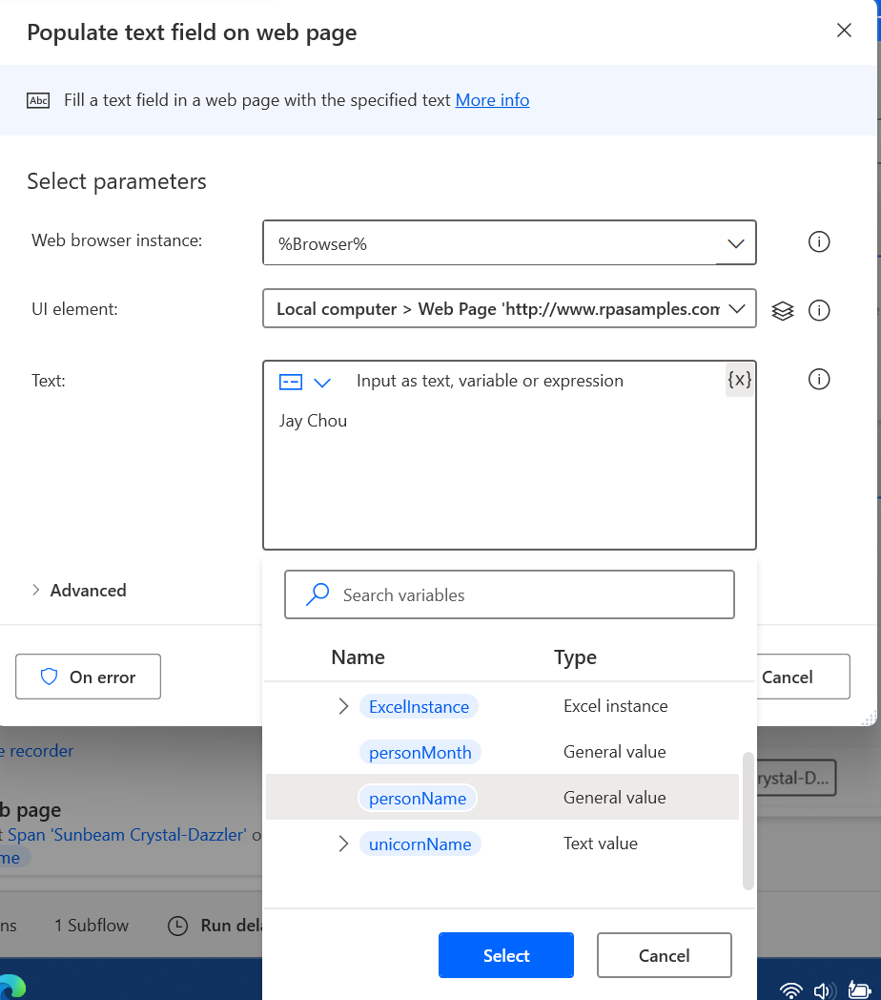 Populate text field on web page
Abc Fill a text field in a web page with the specified text More info
Select parameters
Web browser instance: %Browser%
UI element: Local computer > Web Page 'http://www.rpasamples.com
Text: Input as text, variable or expression {x}
Jay Chou
Advanced
Search variables
Name Type
On error
Cancel
ExcelInstance Excel instance
personMonth General value
e recorder
personName General value
rystal-D...
b page
t Span 'Sunbeam Crystal-Dazzler' o
me
unicornName Text value
ns 1 Subflow Run dela
Select Cancel